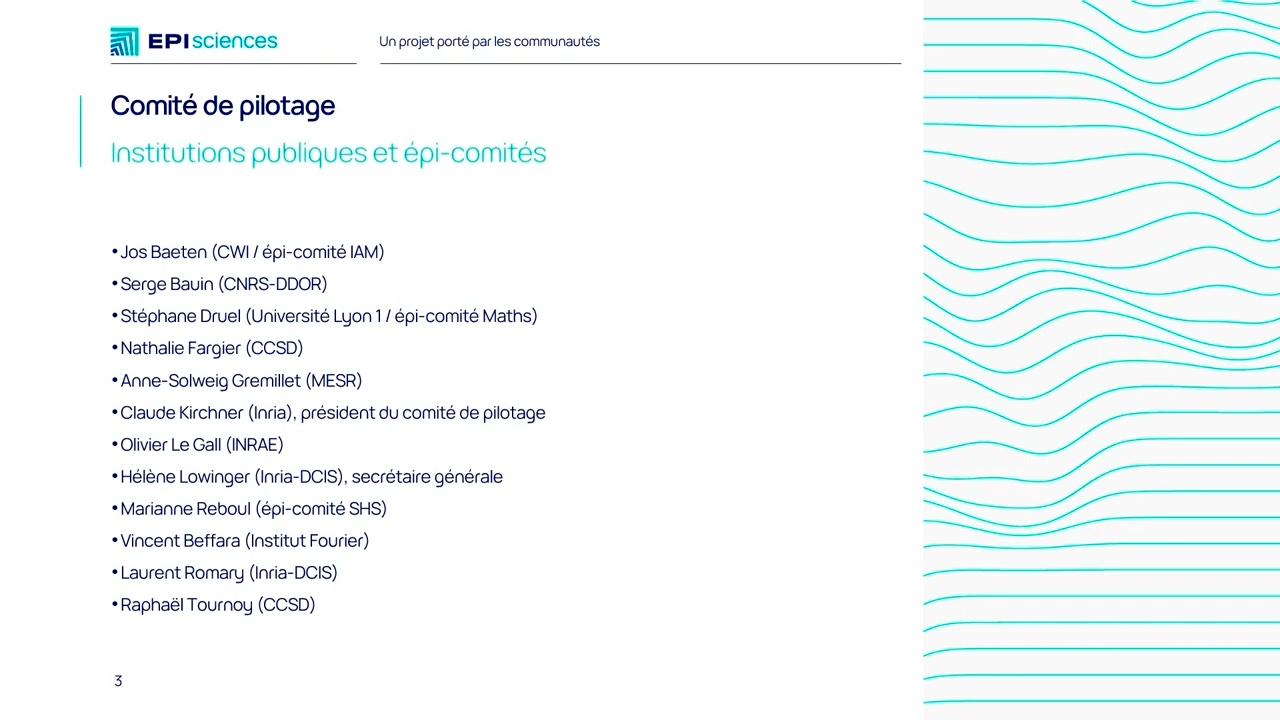 EPIsciences
Un projet porté par les communautés
Comité de pilotage
Institutions publiques et épi-comités
• Jos Baeten (CWI / épi-comité IAM)
• Serge Bauin (CNRS-DDOR)
• Stéphane Druel (Université Lyon 1 / épi-comité Maths)
• Nathalie Fargier (CCSD)
• Anne-Solweig Gremillet (MESR)
• Claude Kirchner (Inria), président du comité de pilotage
• Olivier Le Gall (INRAE)
• Hélène Lowinger (Inria-DCIS), secrétaire générale
• Marianne Reboul (épi-comité SHS)
• Vincent Beffara (Institut Fourier)
• Laurent Romary (Inria-DCIS)
• Raphaël Tournoy (CCSD)
3